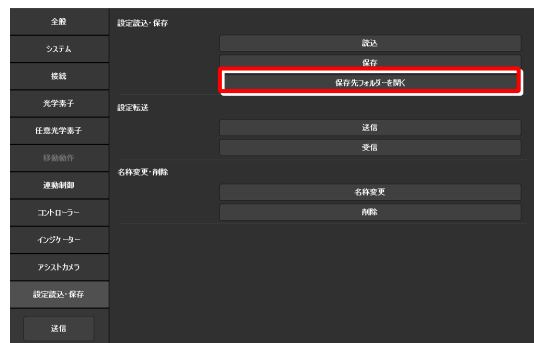 全般
システム
接続
光学素子
任意光学素子
移動動作
連動制御
コントローラー
インジケーター
アシストカメラ
設定読込・保存
送信
設定読込・保存
読込
保存
保存先フォルダーを開く
設定転送
送信
受信
名称変更・削除
名称変更
削除